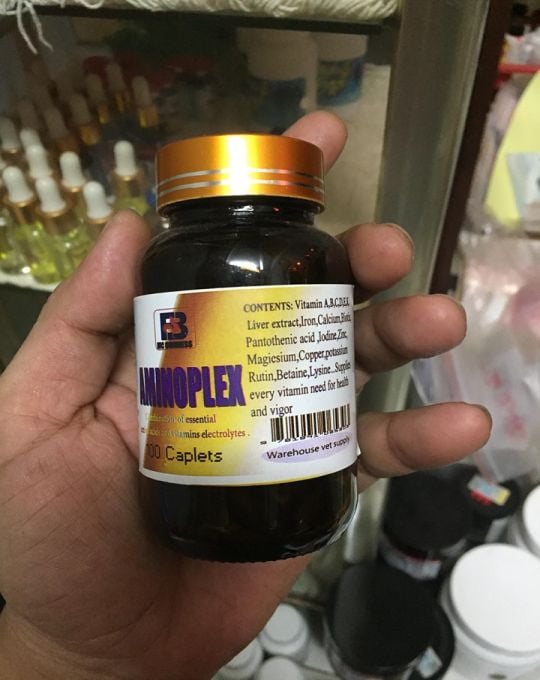 FB
AMINOPLEX
of essential
vitamins electrolytes .
00 Caplets
CONTENTS: Vitamin A,B,C,D,E,K,
Liver extract,Iron,Calcium,Biotin,
Pantothenic acid ,Iodine,Zinc,
Magiesium,Copper,potassium
Rutin,Betaine,Lysine...Supplies
every vitamin need for health
and vigor
Warehouse vet supply